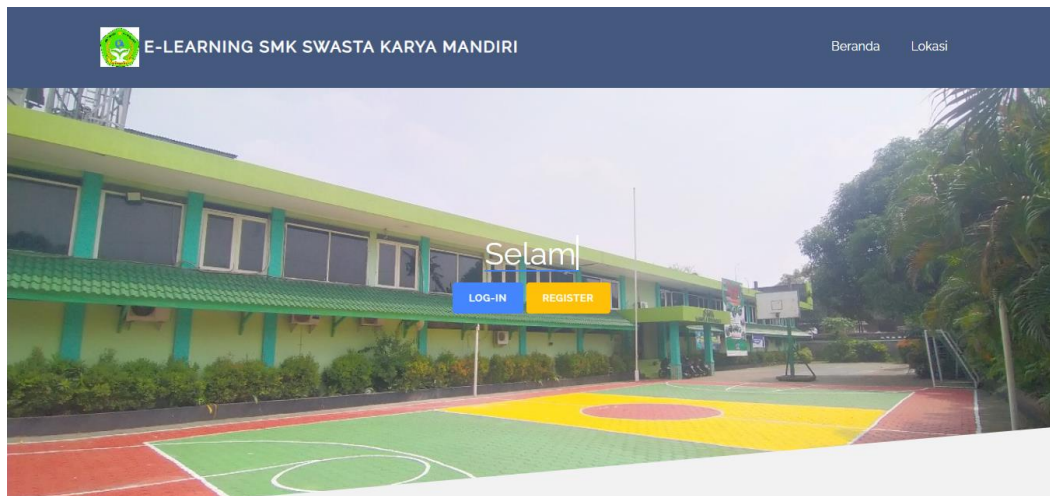 E-LEARNING SMK SWASTA KARYA MANDIRI
Beranda Lokasi
Selam
LOG-IN REGISTER